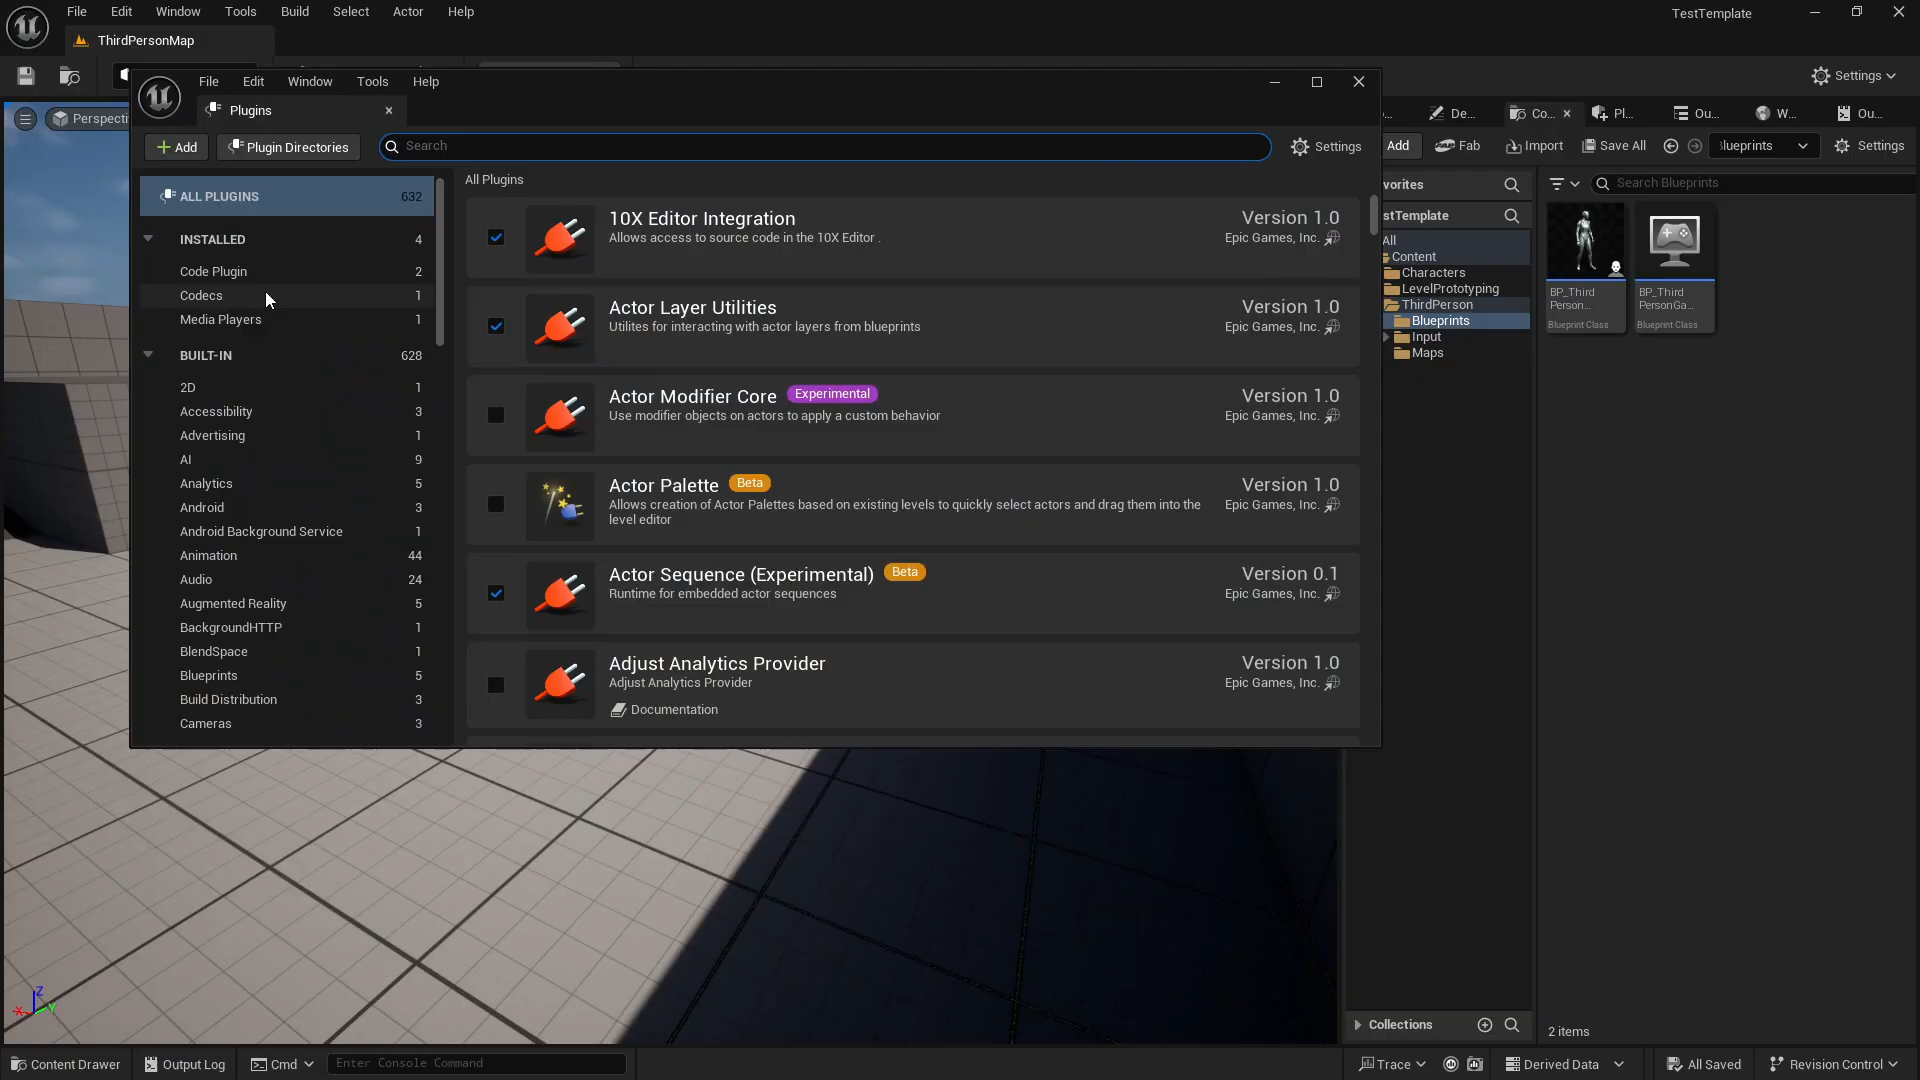 File Edit Window Tools Build Select Actor Help
TestTemplate
ThirdPersonMap
Settings
File Edit Window Tools Help
Plugins
Perspecti
De...
Co...
Pl...
Ou...
W...
Ou...
Add
Plugin Directories
Search
Settings
Add
Fab
Import
Save All
lueprints
Settings
ALL PLUGINS 632
INSTALLED 4
Code Plugin 2
Codecs 1
Media Players 1
BUILT-IN 628
2D 1
Accessibility 3
Advertising 1
AI 9
Analytics 5
Android 3
Android Background Service 1
Animation 44
Audio 24
Augmented Reality 5
BackgroundHTTP 1
BlendSpace 1
Blueprints 5
Build Distribution 3
Cameras 3
All Plugins
10X Editor Integration Version 1.0
Allows access to source code in the 10X Editor . Epic Games, Inc.
Actor Layer Utilities Version 1.0
Utilites for interacting with actor layers from blueprints Epic Games, Inc.
Actor Modifier Core Experimental Version 1.0
Use modifier objects on actors to apply a custom behavior Epic Games, Inc.
Actor Palette Beta Version 1.0
Allows creation of Actor Palettes based on existing levels to quickly select actors and drag them into the Epic Games, Inc.
level editor
Actor Sequence (Experimental) Beta Version 0.1
Runtime for embedded actor sequences Epic Games, Inc.
Adjust Analytics Provider Version 1.0
Adjust Analytics Provider Epic Games, Inc.
Documentation
vorites
stTemplate
All
Content
Characters
LevelPrototyping
ThirdPerson
Blueprints
Input
Maps
Search Blueprints
BP_Third
Person...
Blueprint Class
BP_Third
PersonGa...
Blueprint Class
Collections
2 items
X
Z
Y
Content Drawer
Output Log
Cmd
Enter Console Command
Trace
Derived Data
All Saved
Revision Control